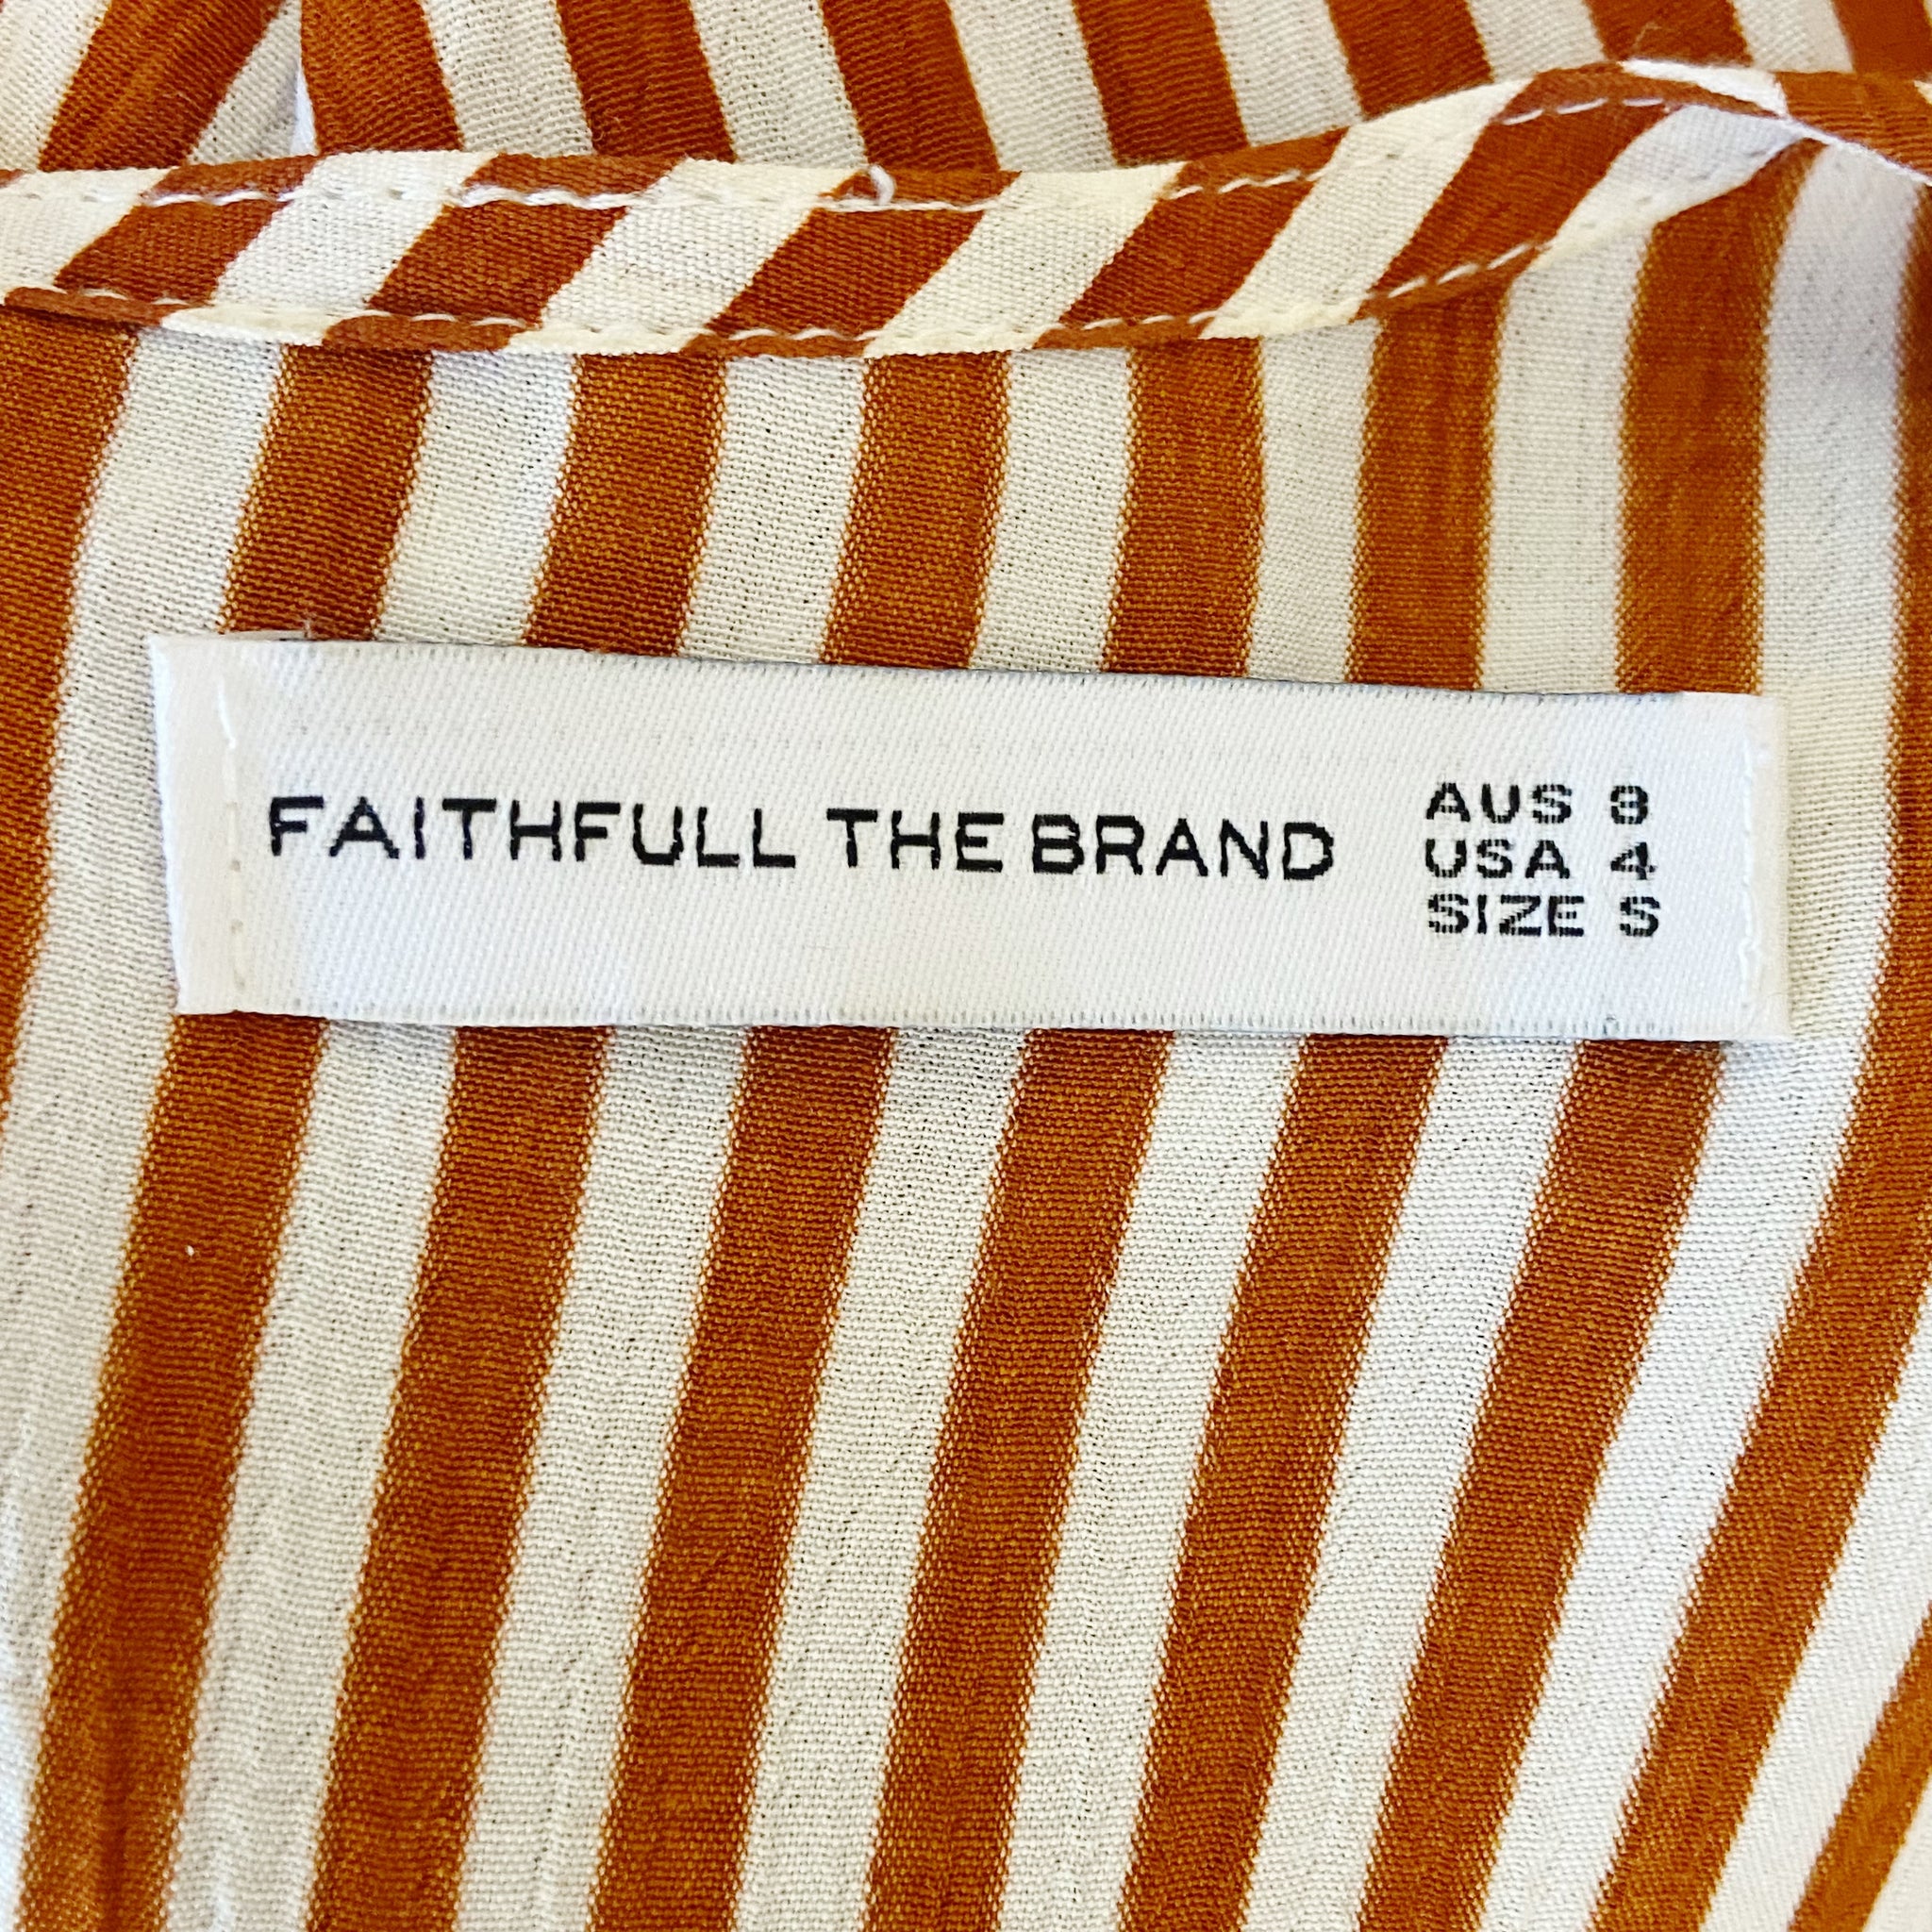 FAITHFULL THE BRAND
AUS 8
USA 4
SIZE S